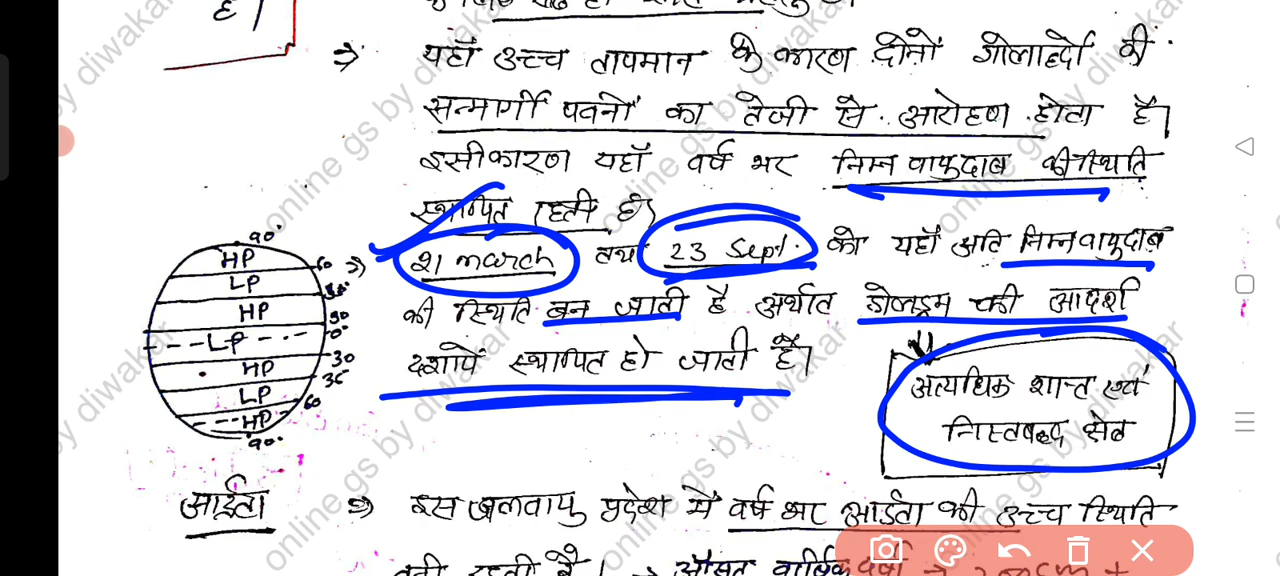 है।
⇒ यहाँ उच्च तापमान के कारण दोनों गोलार्द्धो की
सन्मार्गी पवनों का तेजी से आरोहण होता है।
इसीकारण यहाँ वर्ष भर निम्न वायुदाब की स्थिति
स्थापित रहती है।
⇒ 21 march तथा 23 Sept. को यहाँ अति निम्न वायुदाब
की स्थिति बन जाती है अर्थात डोलड्रम की आदर्श
दशायें स्थापित हो जाती है।
अत्यधिक शान्त एवं
निस्तब्ध क्षेत्र
90°
HP
60
LP
HP
0°
LP
30
HP
LP
60
HP
90°
आर्द्रता ⇒ इस जलवायु प्रदेश में वर्ष भर आर्द्रता की उच्च स्थिति
औसत वार्षिक वर्षा →
online gs by diwakar